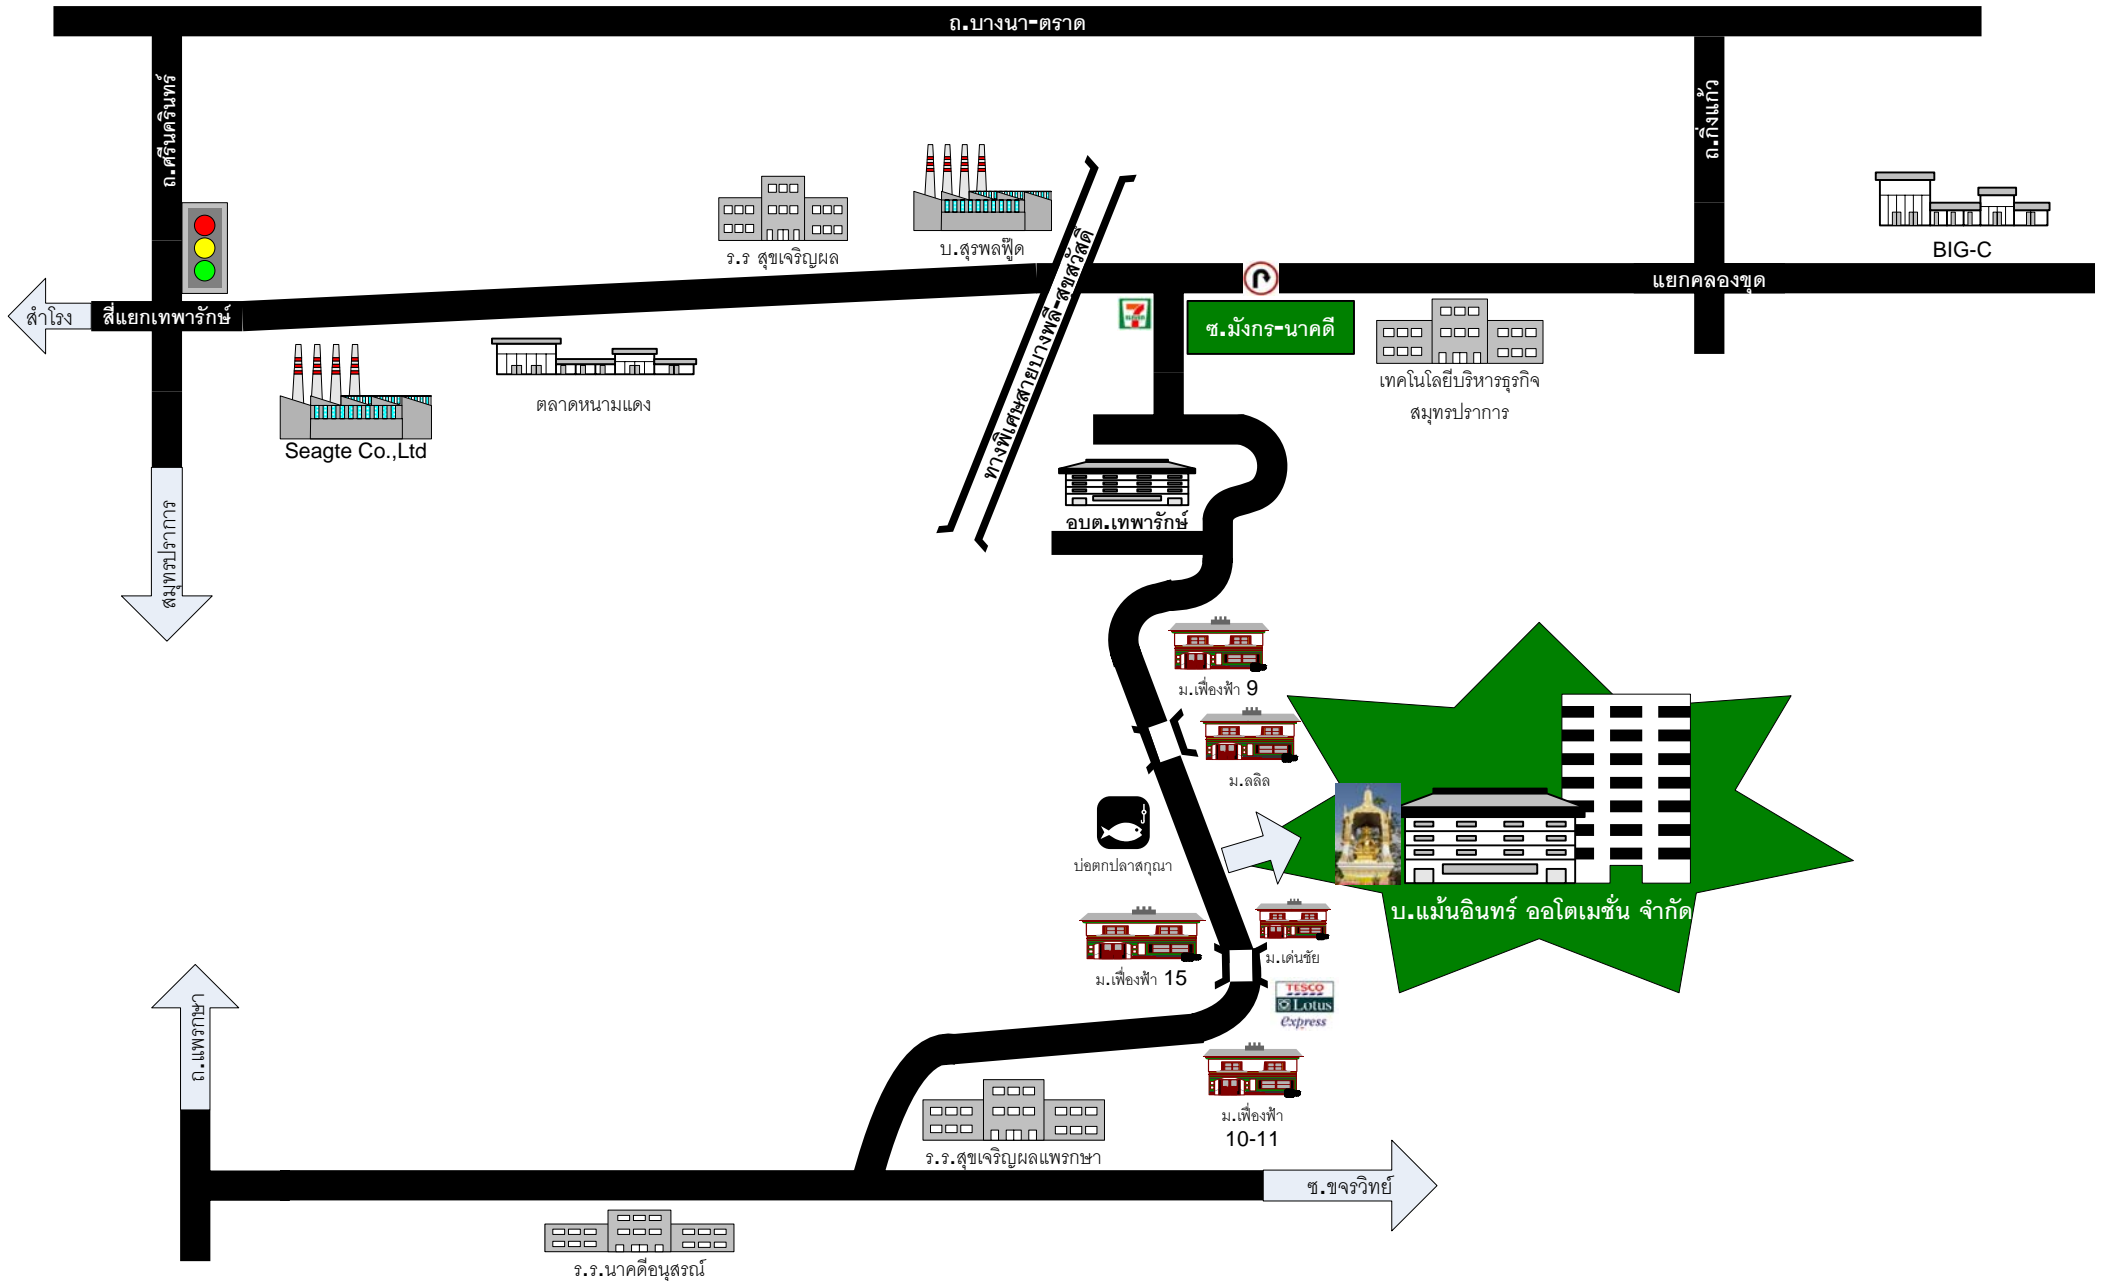 ถ.บางนา-ตราด
ถ.ศรีนครินทร์
ถ.กิ่งแก้ว
ร.ร สุขเจริญผล
บ.สุรพลฟู๊ด
BIG-C
ทางพิเศษสายบางพลี-สุขสวัสดิ์
แยกคลองขุด
สำโรง
สี่แยกเทพารักษ์
7 ELEVEN
ซ.มังกร-นาคดี
เทคโนโลยีบริหารธุรกิจ
สมุทรปราการ
ตลาดหนามแดง
Seagte Co.,Ltd
อบต.เทพารักษ์
สมุทรปราการ
ม.เฟื่องฟ้า 9
ม.ลลิล
บ่อตกปลาสกุณา
บ.แม้นอินทร์ ออโตเมชั่น จำกัด
ม.เด่นชัย
ม.เฟื่องฟ้า 15
TESCO
Lotus
express
ถ.แพรกษา
ม.เฟื่องฟ้า
10-11
ร.ร.สุขเจริญผลแพรกษา
ซ.ขจรวิทย์
ร.ร.นาคดีอนุสรณ์